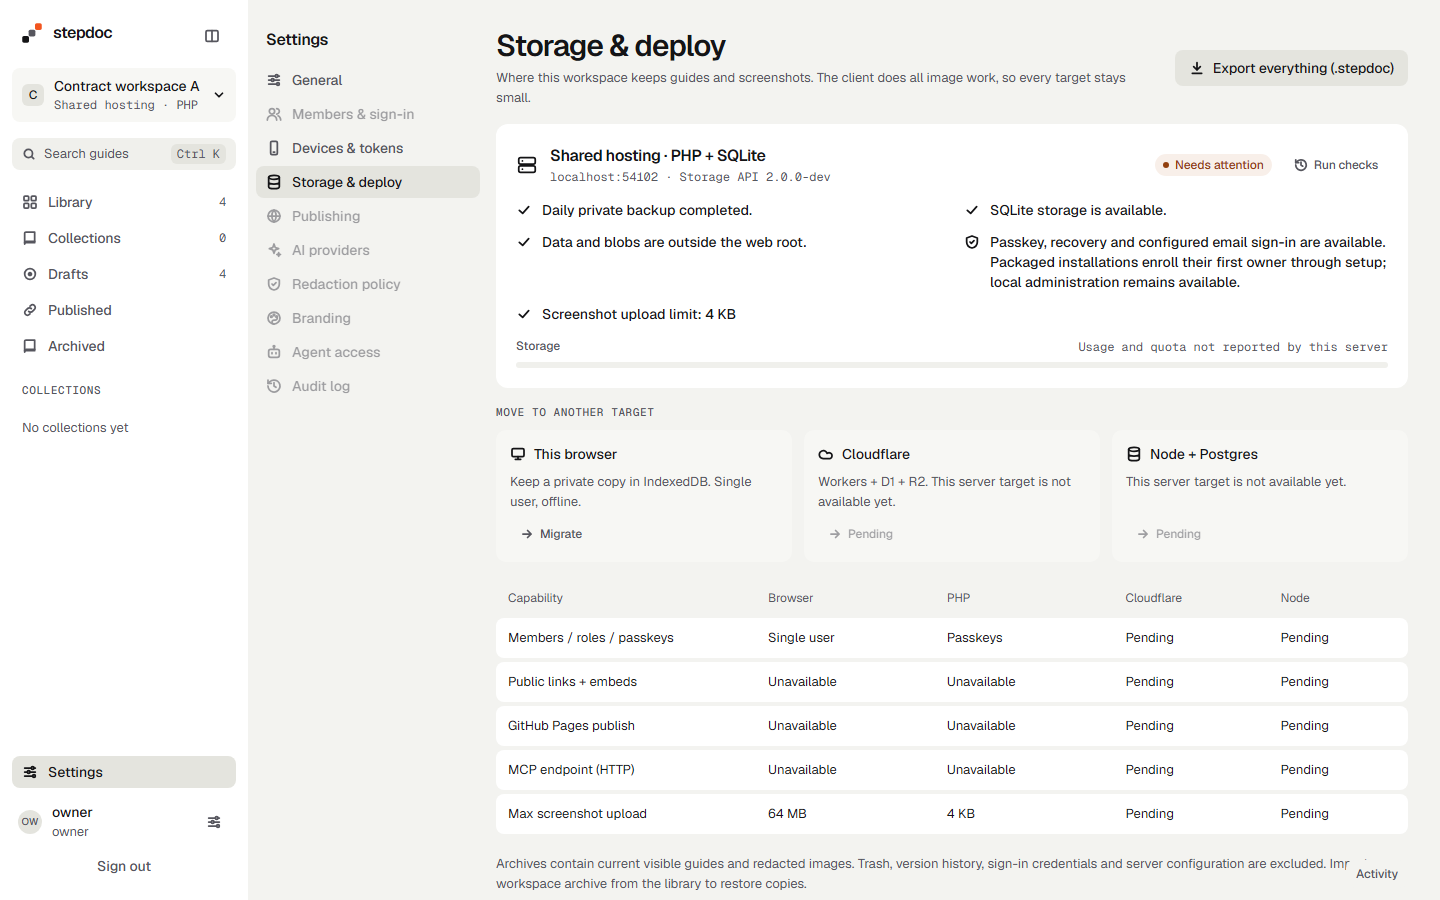 stepdoc
C
Contract workspace A
Shared hosting · PHP
Search guides
Ctrl K
Library
4
Collections
0
Drafts
4
Published
Archived
COLLECTIONS
No collections yet
Settings
OW
owner
owner
Sign out
Settings
General
Members & sign-in
Devices & tokens
Storage & deploy
Publishing
AI providers
Redaction policy
Branding
Agent access
Audit log
Storage & deploy
Where this workspace keeps guides and screenshots. The client does all image work, so every target stays
small.
Export everything (.stepdoc)
Shared hosting · PHP + SQLite
localhost:54102 · Storage API 2.0.0-dev
Needs attention
Run checks
Daily private backup completed.
SQLite storage is available.
Data and blobs are outside the web root.
Passkey, recovery and configured email sign-in are available.
Packaged installations enroll their first owner through setup;
local administration remains available.
Screenshot upload limit: 4 KB
Storage
Usage and quota not reported by this server
MOVE TO ANOTHER TARGET
This browser
Keep a private copy in IndexedDB. Single
user, offline.
Migrate
Cloudflare
Workers + D1 + R2. This server target is not
available yet.
Pending
Node + Postgres
This server target is not available yet.
Pending
Capability Browser PHP Cloudflare Node
Members / roles / passkeys Single user Passkeys Pending Pending
Public links + embeds Unavailable Unavailable Pending Pending
GitHub Pages publish Unavailable Unavailable Pending Pending
MCP endpoint (HTTP) Unavailable Unavailable Pending Pending
Max screenshot upload 64 MB 4 KB Pending Pending
Archives contain current visible guides and redacted images. Trash, version history, sign-in credentials and server configuration are excluded.
workspace archive from the library to restore copies.
Activity